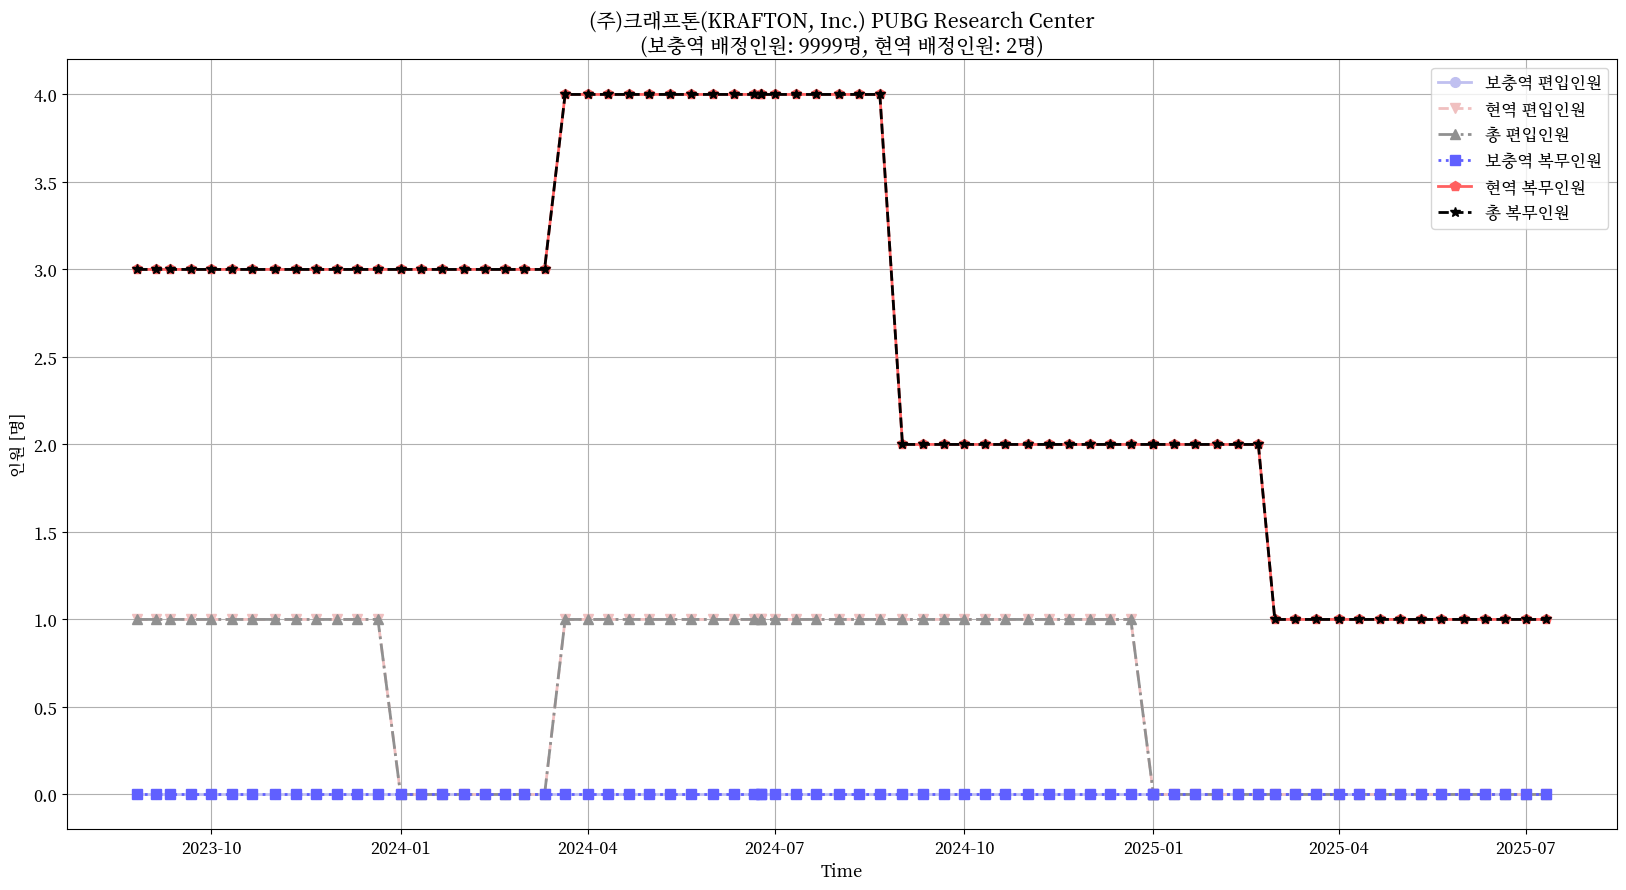 (주)크래프톤(KRAFTON, Inc.) PUBG Research Center
(보충역 배정인원: 9999명, 현역 배정인원: 2명)
보충역 편입인원
현역 편입인원
총 편입인원
보충역 복무인원
현역 복무인원
총 복무인원
인원 [명]
4.0
3.5
3.0
2.5
2.0
1.5
1.0
0.5
0.0
2023-10 2024-01 2024-04 2024-07 2024-10 2025-01 2025-04 2025-07
Time